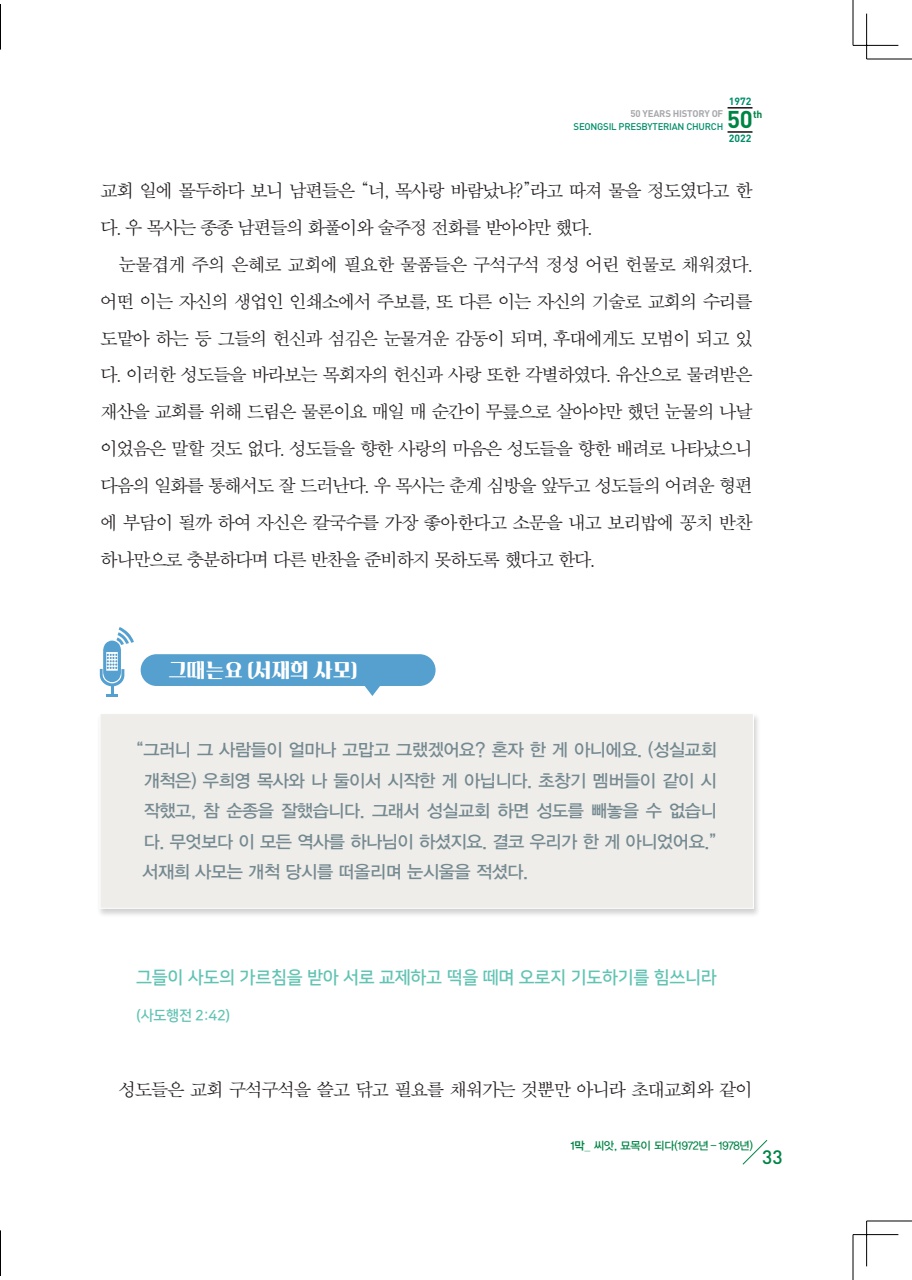 1972
50 YEARS HISTORY OF
SEONGSIL PRESBYTERIAN CHURCH
50th
2022
교회 일에 몰두하다 보니 남편들은 “너, 목사랑 바람났냐?”라고 따져 물을 정도였다고 한
다. 우 목사는 종종 남편들의 화풀이와 술주정 전화를 받아야만 했다.
눈물겹게 주의 은혜로 교회에 필요한 물품들은 구석구석 정성 어린 헌물로 채워졌다.
어떤 이는 자신의 생업인 인쇄소에서 주보를, 또 다른 이는 자신의 기술로 교회의 수리를
도맡아 하는 등 그들의 헌신과 섬김은 눈물겨운 감동이 되며, 후대에게도 모범이 되고 있
다. 이러한 성도들을 바라보는 목회자의 헌신과 사랑 또한 각별하였다. 유산으로 물려받은
재산을 교회를 위해 드림은 물론이요 매일 매 순간이 무릎으로 살아야만 했던 눈물의 나날
이었음은 말할 것도 없다. 성도들을 향한 사랑의 마음은 성도들을 향한 배려로 나타났으니
다음의 일화를 통해서도 잘 드러난다. 우 목사는 춘계 심방을 앞두고 성도들의 어려운 형편
에 부담이 될까 하여 자신은 칼국수를 가장 좋아한다고 소문을 내고 보리밥에 꽁치 반찬
하나만으로 충분하다며 다른 반찬을 준비하지 못하도록 했다고 한다.
그때는요 (서재희 사모)
“그러니 그 사람들이 얼마나 고맙고 그랬겠어요? 혼자 한 게 아니에요. (성실교회
개척은) 우희영 목사와 나 둘이서 시작한 게 아닙니다. 초창기 멤버들이 같이 시
작했고, 참 순종을 잘했습니다. 그래서 성실교회 하면 성도를 빼놓을 수 없습니
다. 무엇보다 이 모든 역사를 하나님이 하셨지요. 결코 우리가 한 게 아니었어요.”
서재희 사모는 개척 당시를 떠올리며 눈시울을 적셨다.
그들이 사도의 가르침을 받아 서로 교제하고 떡을 떼며 오로지 기도하기를 힘쓰니라
(사도행전 2:42)
성도들은 교회 구석구석을 쓸고 닦고 필요를 채워가는 것뿐만 아니라 초대교회와 같이
1막_ 씨앗, 묘목이 되다(1972년 – 1978년)
33